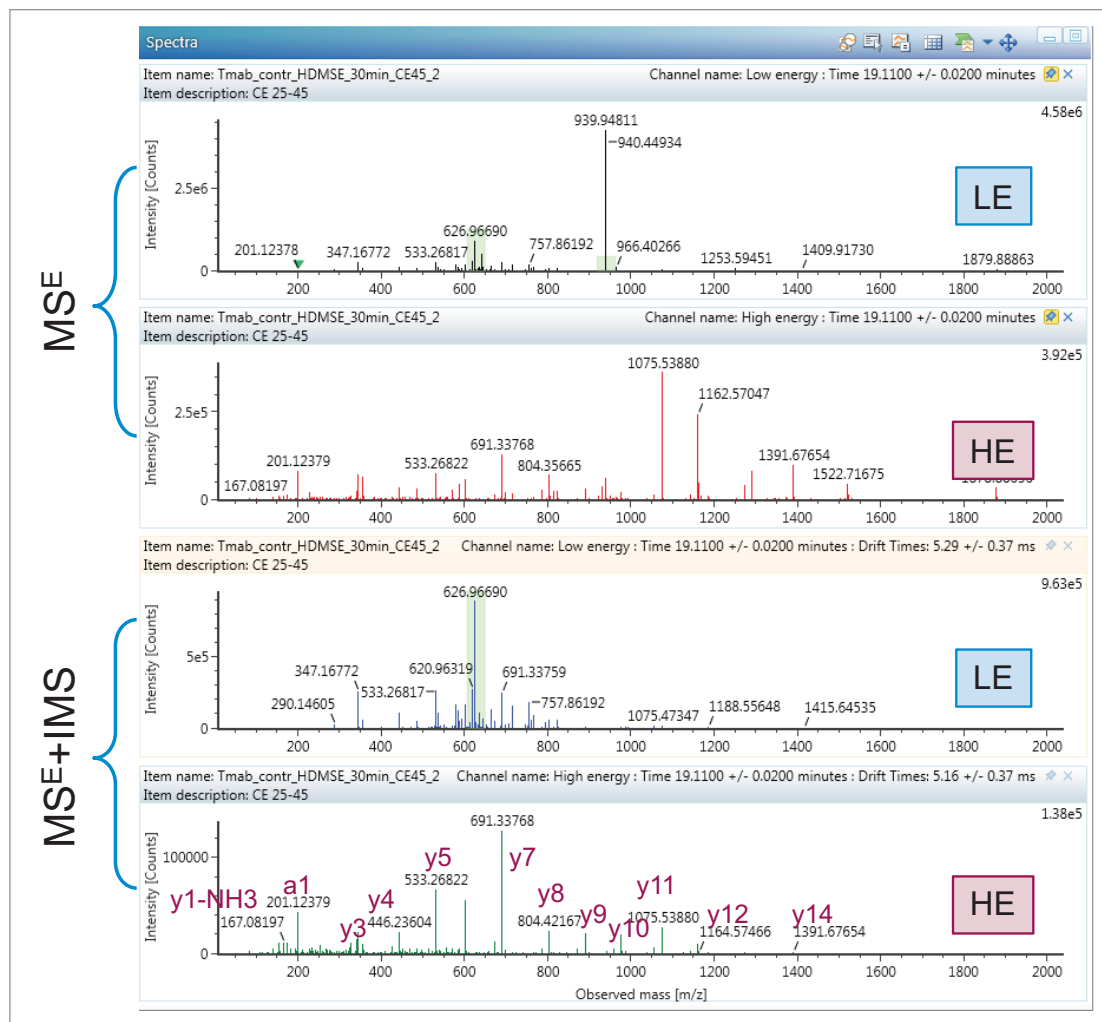 Spectra
MSE
Item name: Tmab_contr_HDMSE_30min_CE45_2
Channel name: Low energy : Time 19.1100 +/- 0.0200 minutes
Item description: CE 25-45
4.58e6
Intensity [Counts]
2.5e6
0
939.94811
940.44934
LE
626.96690
201.12378
347.16772
533.26817
757.86192
966.40266
1253.59451
1409.91730
1879.88863
200 400 600 800 1000 1200 1400 1600 1800 2000
Item name: Tmab_contr_HDMSE_30min_CE45_2
Channel name: High energy : Time 19.1100 +/- 0.0200 minutes
Item description: CE 25-45
3.92e5
Intensity [Counts]
2.5e5
0
1075.53880
1162.57047
HE
691.33768
201.12379
533.26822
804.35665
1391.67654
167.08197
1522.71675
200 400 600 800 1000 1200 1400 1600 1800 2000
MSE+IMS
Item name: Tmab_contr_HDMSE_30min_CE45_2
Channel name: Low energy : Time 19.1100 +/- 0.0200 minutes : Drift Times: 5.29 +/- 0.37 ms
Item description: CE 25-45
9.63e5
Intensity [Counts]
5e5
0
626.96690
LE
347.16772
620.96319
691.33759
533.26817
290.14605
757.86192
1075.47347
1188.55648
1415.64535
200 400 600 800 1000 1200 1400 1600 1800 2000
Item name: Tmab_contr_HDMSE_30min_CE45_2
Channel name: High energy : Time 19.1100 +/- 0.0200 minutes : Drift Times: 5.16 +/- 0.37 ms
Item description: CE 25-45
1.38e5
Intensity [Counts]
100000
0
691.33768
y5
y7
533.26822
y1-NH3
a1
y4
y8
y11
HE
201.12379
804.42167
1075.53880
y12
y14
167.08197
y3
446.23604
y9
y10
1164.57466
1391.67654
200 400 600 800 1000 1200 1400 1600 1800 2000
Observed mass [m/z]